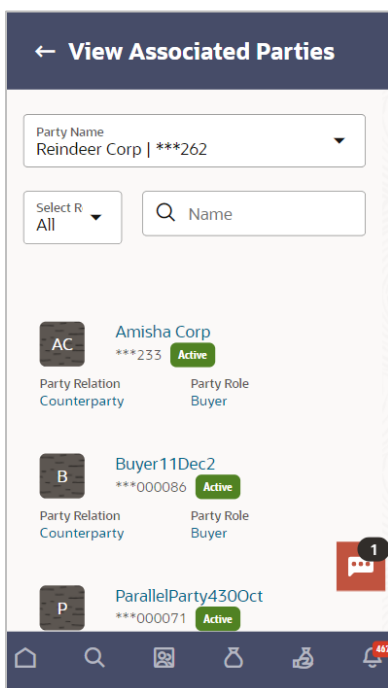 ← View Associated Parties
Party Name
Reindeer Corp | ***262
Select R
All
Name
AC
Amisha Corp
***233 Active
Party Relation Party Role
Counterparty Buyer
B
Buyer11Dec2
***000086 Active
Party Relation Party Role
Counterparty Buyer
1
P
ParallelParty430Oct
***000071 Active
467